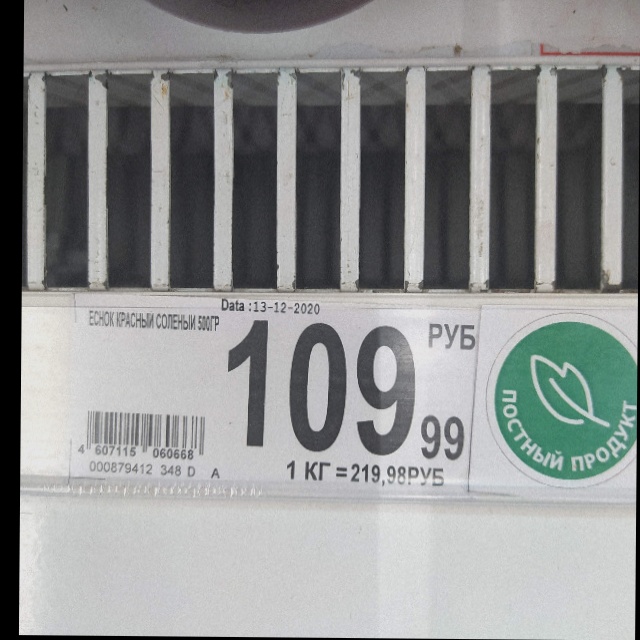 Data :13-12-2020
ЕСНОК КРАСНЫЙ СОЛЕНЫЙ 500ГР
109 99
РУБ
4 607115 060668
000879412 348 D A
1 КГ =219,98РУБ
ПОСТНЫЙ ПРОДУКТ